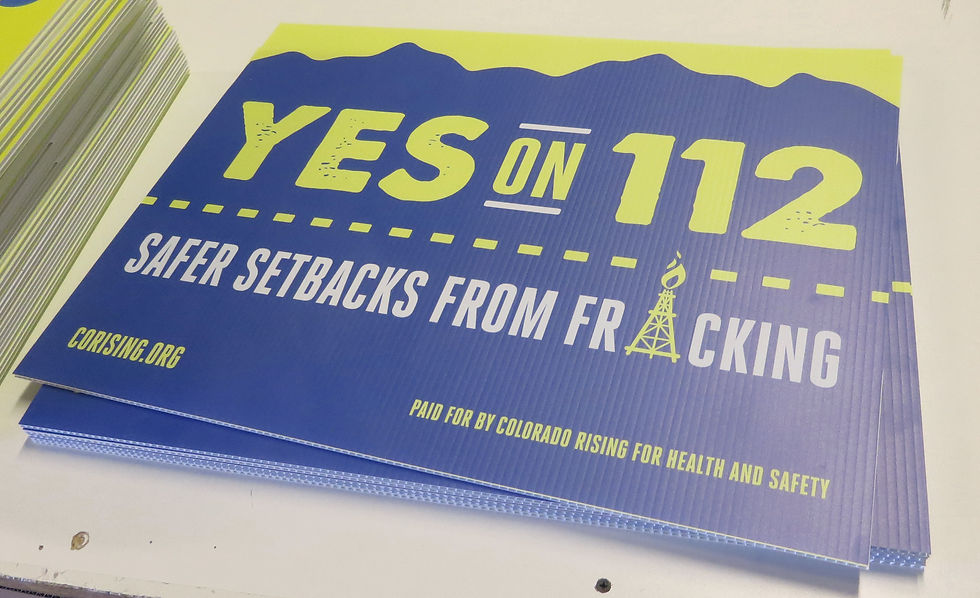 YES ON 112
SAFER SETBACKS FROM FRACKING
CORISING.ORG
PAID FOR BY COLORADO RISING FOR HEALTH AND SAFETY